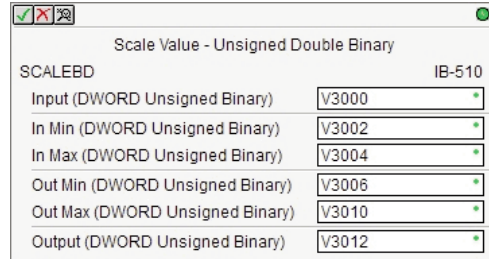 Scale Value - Unsigned Double Binary
SCALEBD IB-510
Input (DWORD Unsigned Binary) V3000
In Min (DWORD Unsigned Binary) V3002
In Max (DWORD Unsigned Binary) V3004
Out Min (DWORD Unsigned Binary) V3006
Out Max (DWORD Unsigned Binary) V3010
Output (DWORD Unsigned Binary) V3012